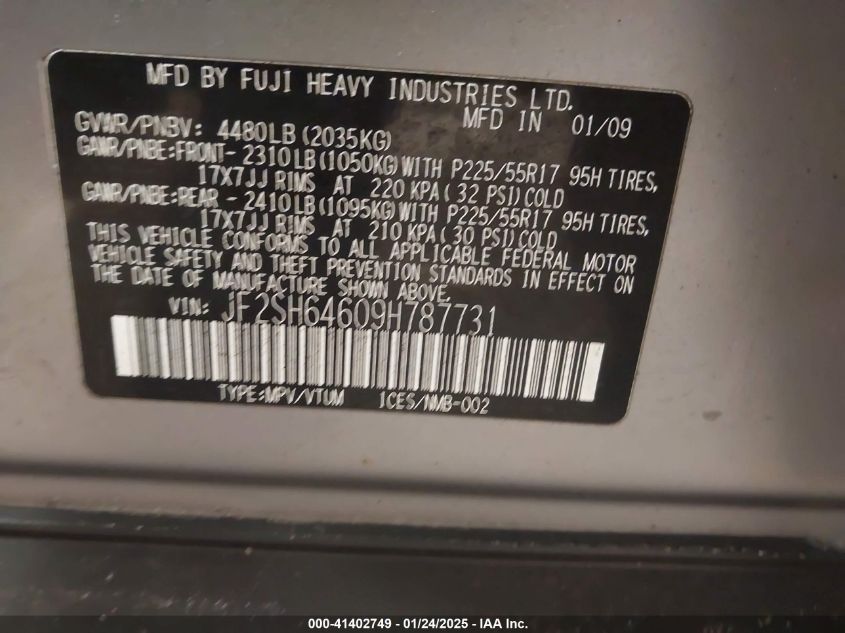 MFD BY FUJI HEAVY INDUSTRIES LTD.
MFD IN 01/09
GVWR/PNBV: 4480LB(2035KG)
GAWR/PNBE:FRONT-2310LB(1050KG)WITH P225/55R17 95H TIRES,
17X7JJ RIMS AT 220 KPA(32 PSI)COLD
GAWR/PNBE:REAR -2410LB(1095KG)WITH P225/55R17 95H TIRES,
17X7JJ RIMS AT 210 KPA(30 PSI)COLD
THIS VEHICLE CONFORMS TO ALL APPLICABLE FEDERAL MOTOR
VEHICLE SAFETY AND THEFT PREVENTION STANDARDS IN EFFECT ON
THE DATE OF MANUFACTURE SHOWN ABOVE.
VIN: JF2SH64609H787731
TYPE:MPV/VTUM 1CES/NMB-002
000-41402749 - 01/24/2025 - IAA Inc.